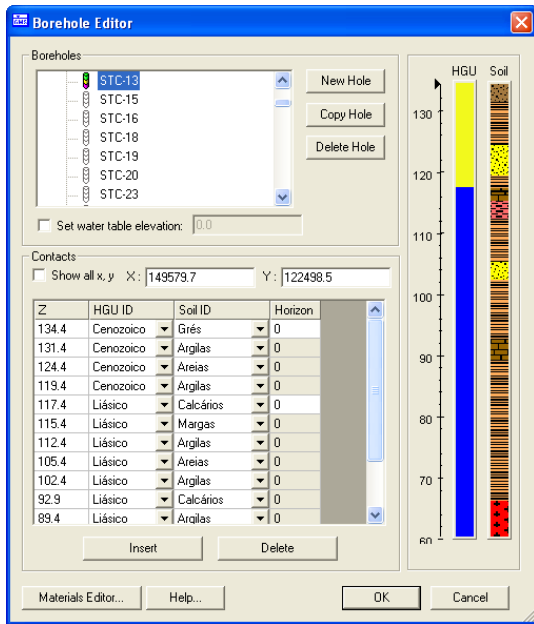 GMS Borehole Editor
Boreholes
STC-13
STC-15
STC-16
STC-18
STC-19
STC-20
STC-23
New Hole
Copy Hole
Delete Hole
Set water table elevation: 0.0
Contacts
Show all x, y X: 149579.7 Y: 122498.5
Z HGU ID Soil ID Horizon
134.4 Cenozoico Grés 0
131.4 Cenozoico Argilas 0
124.4 Cenozoico Areias 0
119.4 Cenozoico Argilas 0
117.4 Liásico Calcários 0
115.4 Liásico Margas 0
112.4 Liásico Argilas 0
105.4 Liásico Areias 0
102.4 Liásico Argilas 0
92.9 Liásico Calcários 0
89.4 Liásico Argilas 0
Insert Delete
HGU Soil
130
120
110
100
90
80
70
60
Materials Editor... Help... OK Cancel